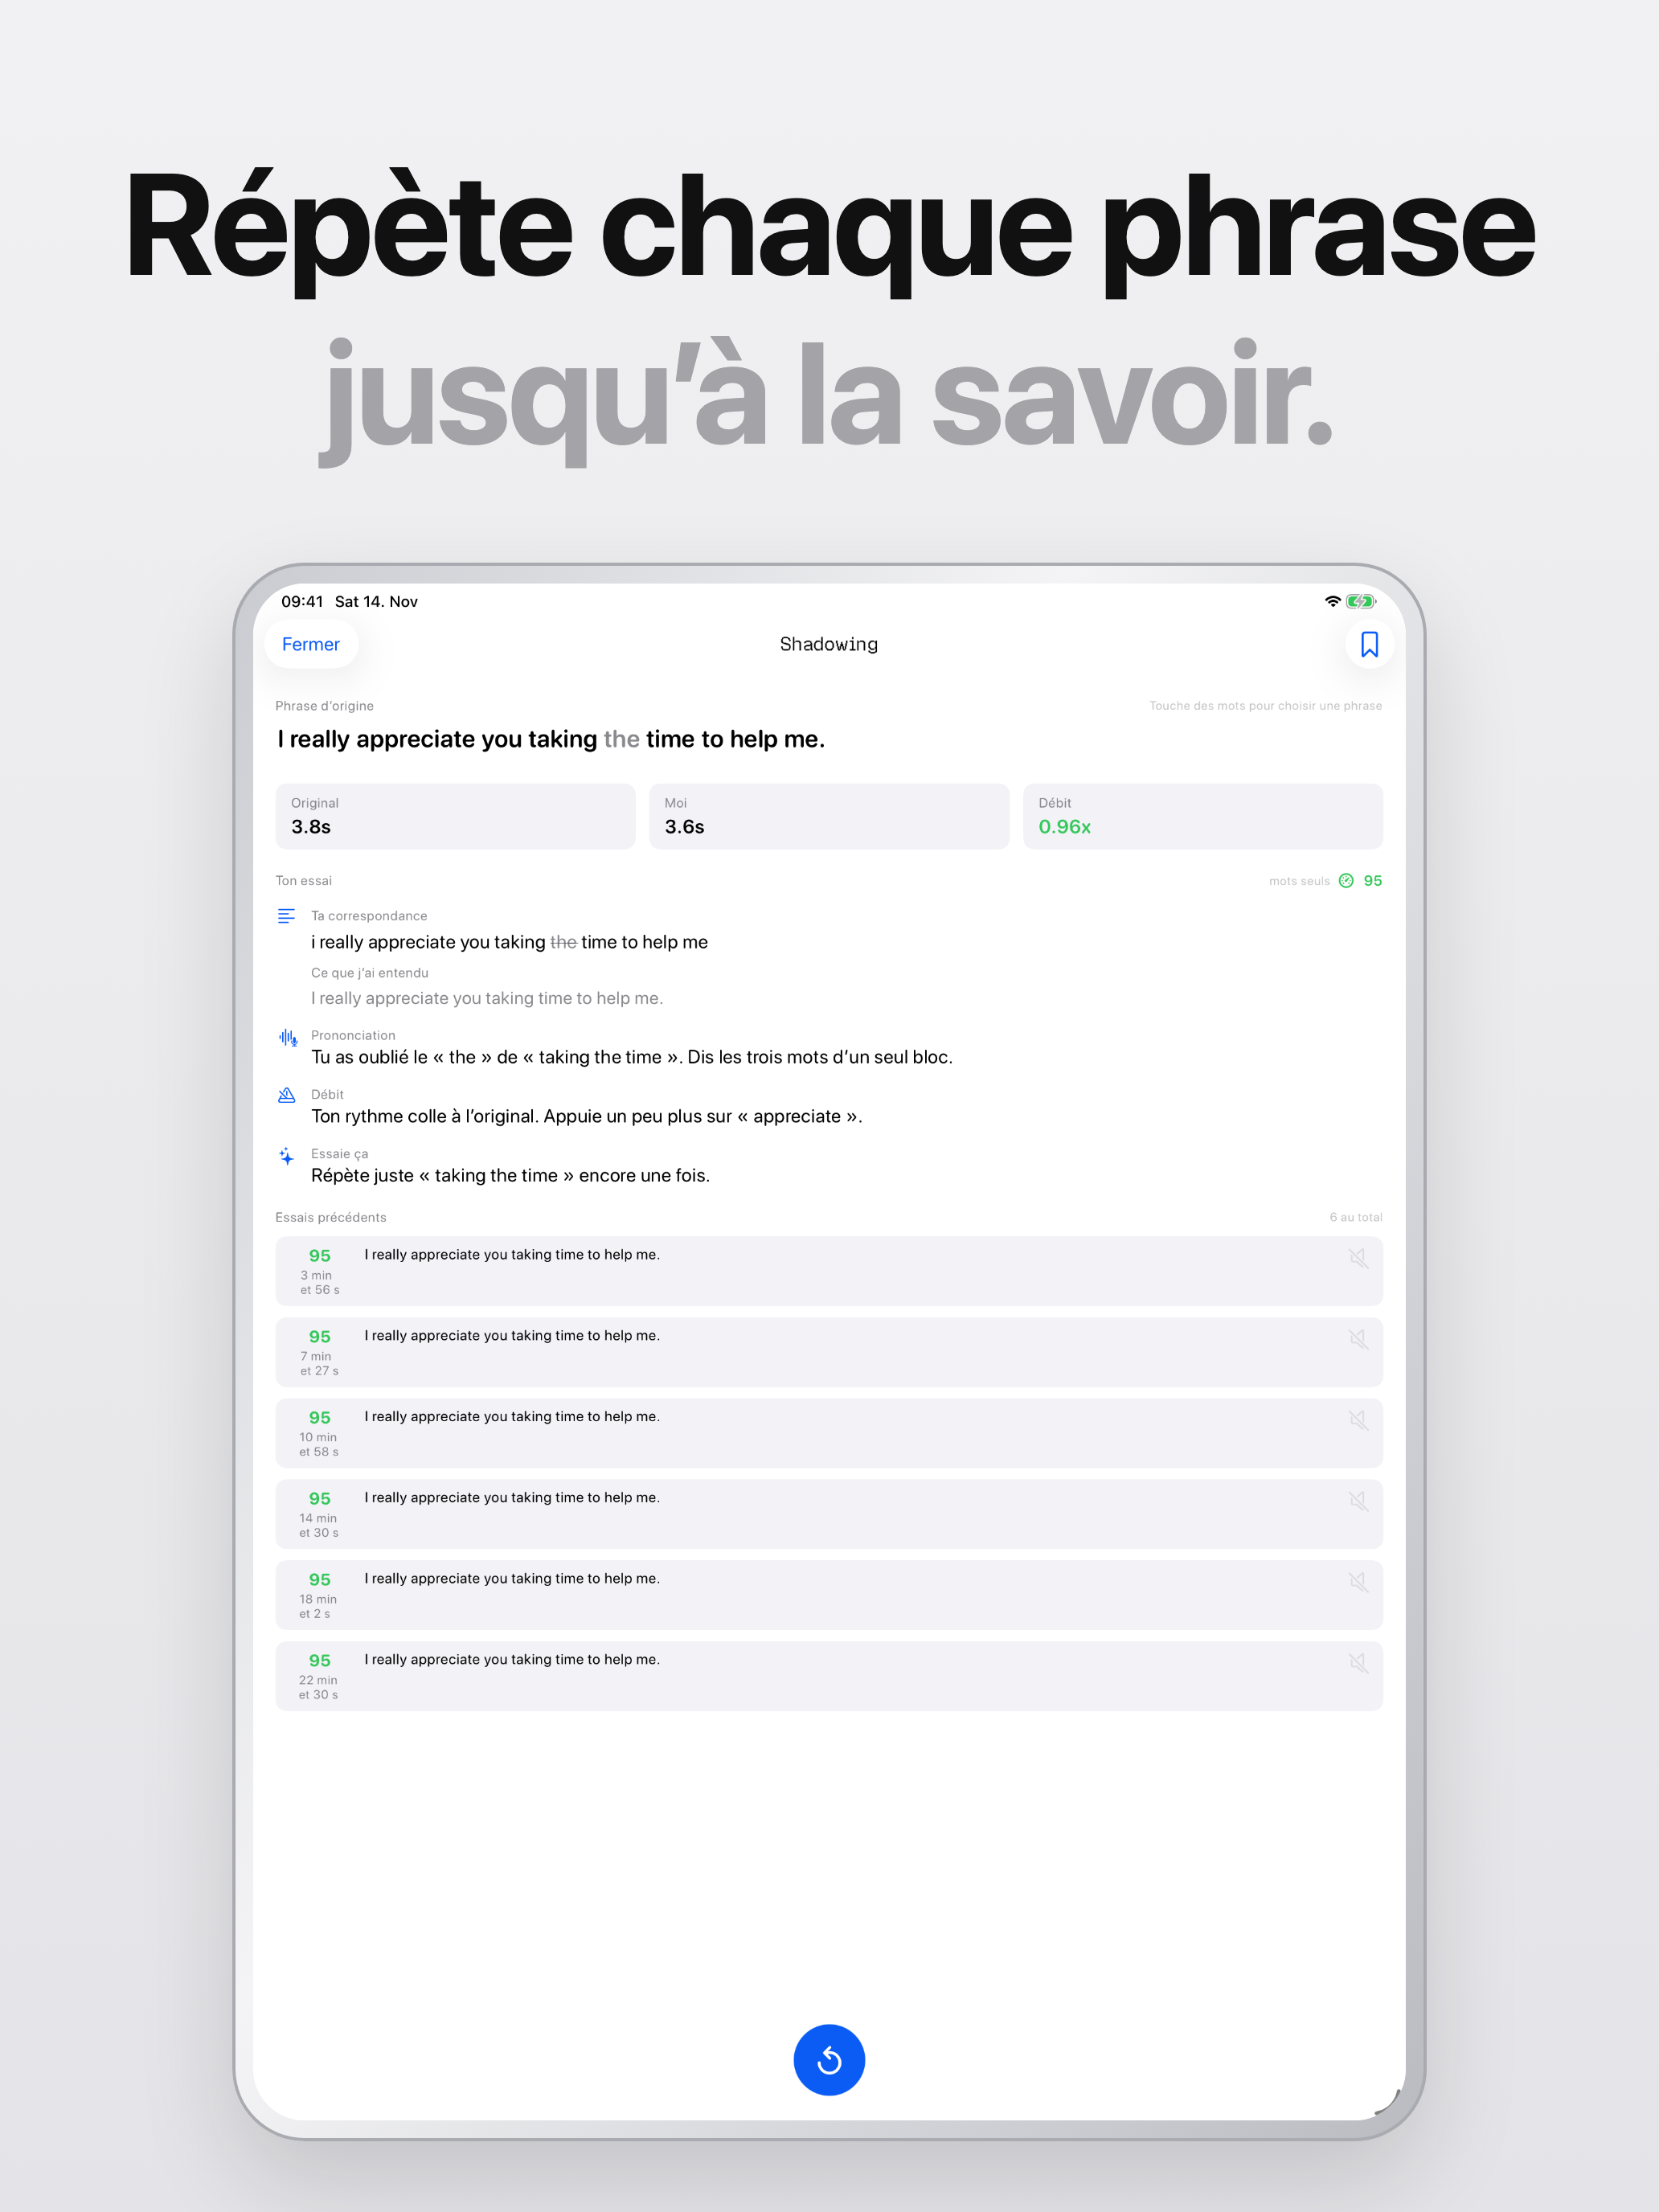 Répète chaque phrase
jusqu’à la savoir.
09:41 Sat 14. Nov
Fermer
Shadowing
Phrase d’origine
Touche des mots pour choisir une phrase
I really appreciate you taking the time to help me.
Original
3.8s
Moi
3.6s
Débit
0.96x
Ton essai
mots seuls 95
Ta correspondance
i really appreciate you taking the time to help me
Ce que j’ai entendu
I really appreciate you taking time to help me.
Prononciation
Tu as oublié le « the » de « taking the time ». Dis les trois mots d’un seul bloc.
Débit
Ton rythme colle à l’original. Appuie un peu plus sur « appreciate ».
Essaie ça
Répète juste « taking the time » encore une fois.
Essais précédents
6 au total
95
3 min
et 56 s
I really appreciate you taking time to help me.
95
7 min
et 27 s
I really appreciate you taking time to help me.
95
10 min
et 58 s
I really appreciate you taking time to help me.
95
14 min
et 30 s
I really appreciate you taking time to help me.
95
18 min
et 2 s
I really appreciate you taking time to help me.
95
22 min
et 30 s
I really appreciate you taking time to help me.